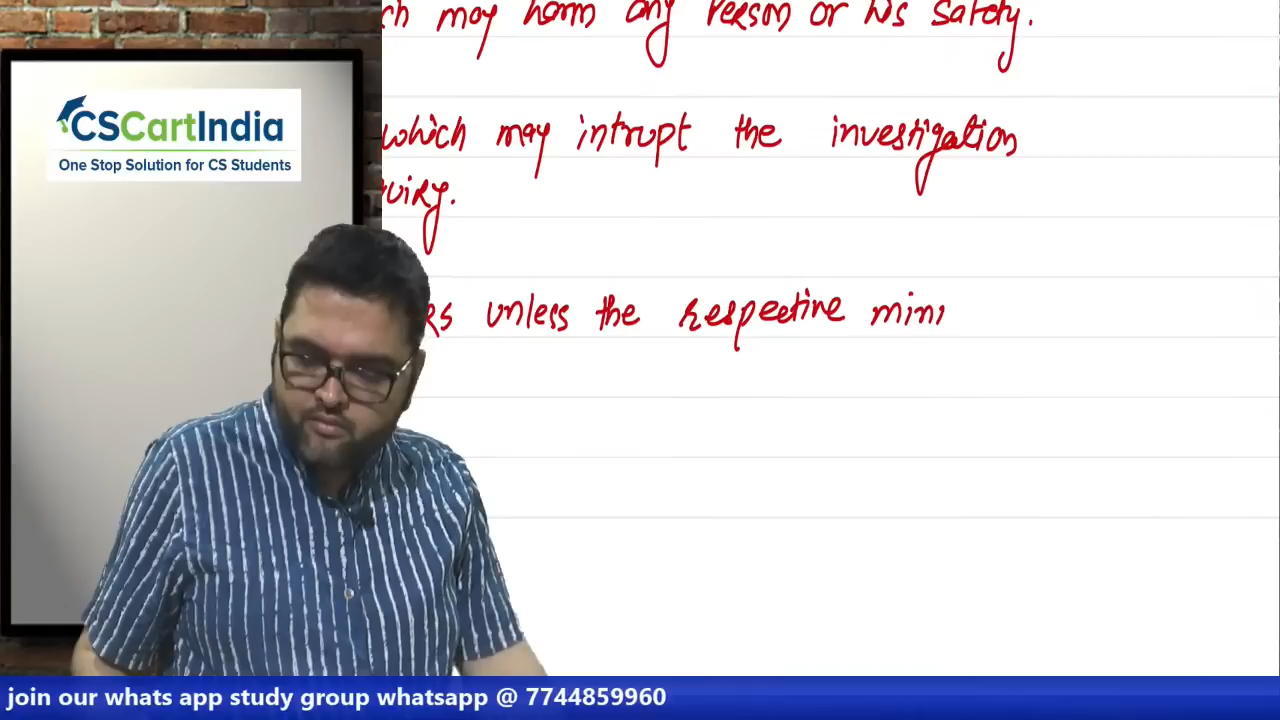 CSCartIndia
One Stop Solution for CS Students
ch may harm any Person or his safety.
which may intrupt the investigation
uiry.
rs unless the respective mini
join our whats app study group whatsapp @ 7744859960